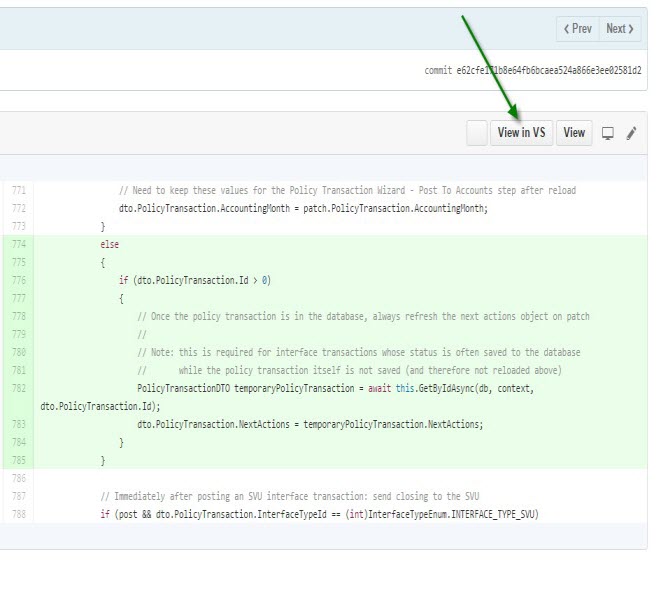 < Prev Next >
commit e62cfe171b8e64fb6bcaea524a866e3ee02581d2
View in VS View
771 // Need to keep these values for the Policy Transaction Wizard - Post To Accounts step after reload
772 dto.PolicyTransaction.AccountingMonth = patch.PolicyTransaction.AccountingMonth;
773 }
774 else
775 {
776 if (dto.PolicyTransaction.Id > 0)
777 {
778 // Once the policy transaction is in the database, always refresh the next actions object on patch
779 //
780 // Note: this is required for interface transactions whose status is often saved to the database
781 // while the policy transaction itself is not saved (and therefore not reloaded above)
782 PolicyTransactionDTO temporaryPolicyTransaction = await this.GetByIdAsync(db, context,
dto.PolicyTransaction.Id);
783 dto.PolicyTransaction.NextActions = temporaryPolicyTransaction.NextActions;
784 }
785 }
786
787 // Immediately after posting an SVU interface transaction: send closing to the SVU
788 if (post && dto.PolicyTransaction.InterfaceTypeId == (int)InterfaceTypeEnum.INTERFACE_TYPE_SVU)